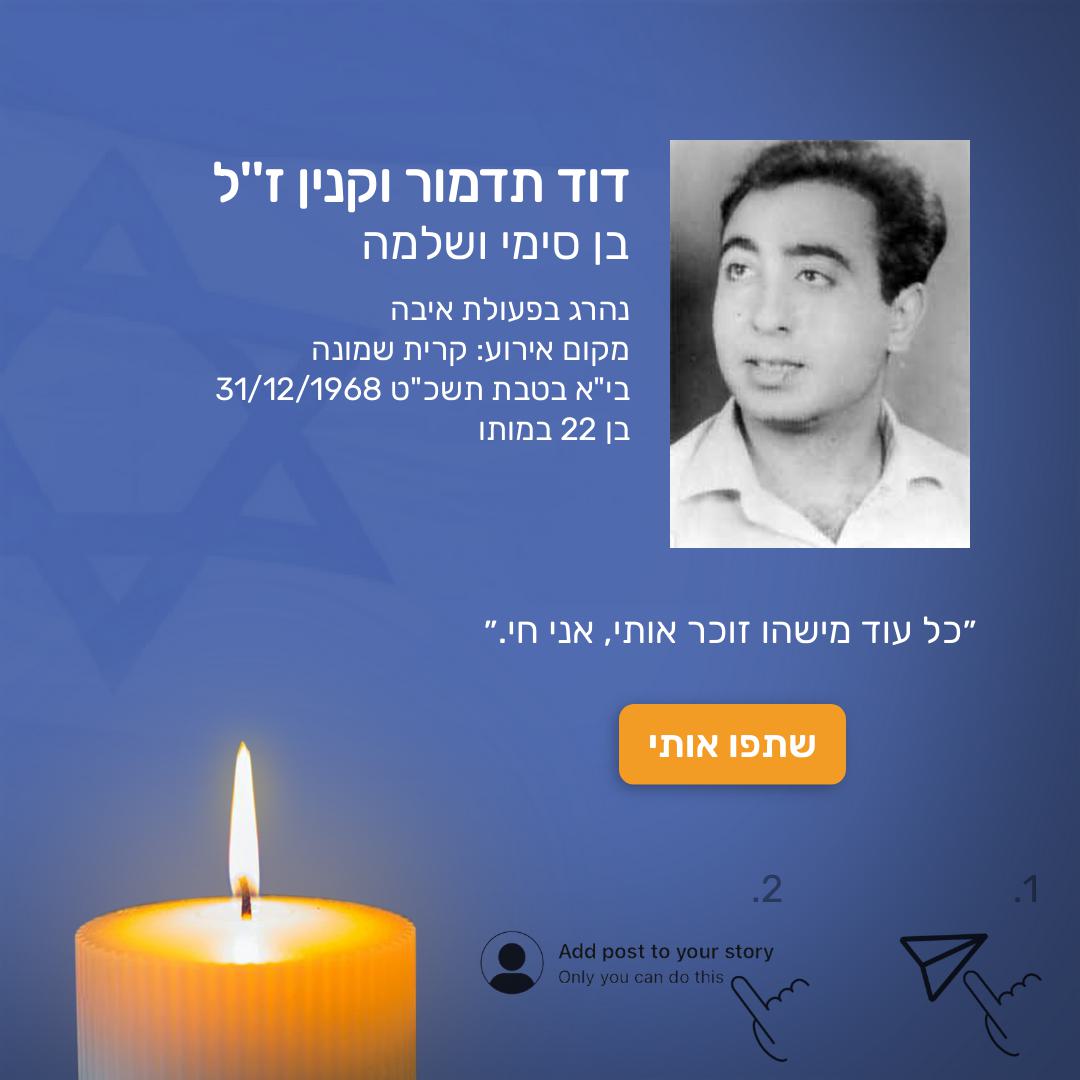 דוד תדמור וקנין ז"ל
בן סימי ושלמה
נהרג בפעולת איבה
מקום אירוע: קרית שמונה
בי"א בטבת תשכ"ט 31/12/1968
בן 22 במותו
״כל עוד מישהו זוכר אותי, אני חי.״
שתפו אותי
.1
.2
Add post to your story
Only you can do this